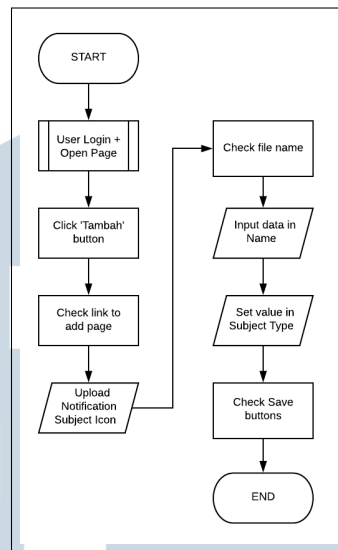 START
User Login +
Open Page
Click 'Tambah'
button
Check link to
add page
Upload
Notification
Subject Icon
Check file name
Input data in
Name
Set value in
Subject Type
Check Save
buttons
END